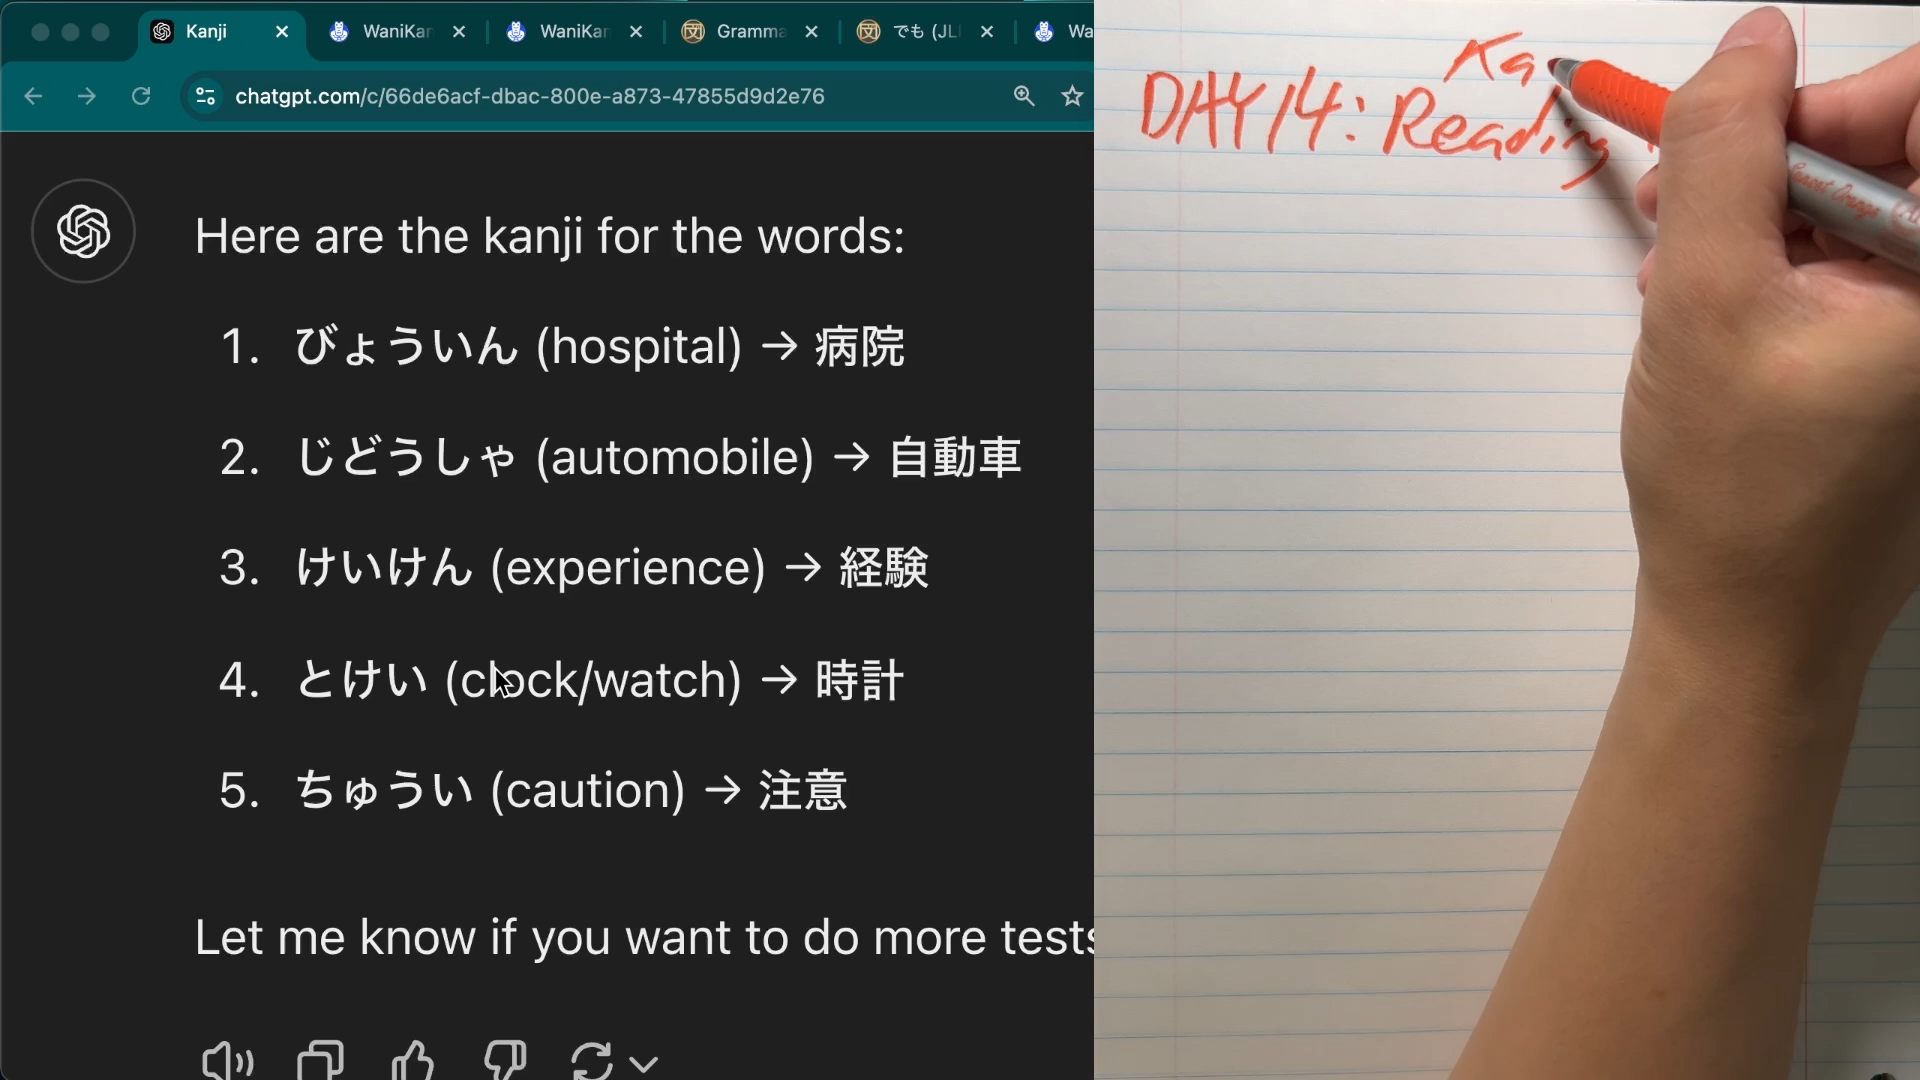 Kanji
WaniKan
WaniKan
Gramma
でも (JL
Wa
chatgpt.com/c/66de6acf-dbac-800e-a873-47855d9d2e76
Here are the kanji for the words:
1. びょういん (hospital) → 病院
2. じどうしゃ (automobile) → 自動車
3. けいけん (experience) → 経験
4. とけい (clock/watch) → 時計
5. ちゅうい (caution) → 注意
Let me know if you want to do more tests
Ka
DAY 14: Reading